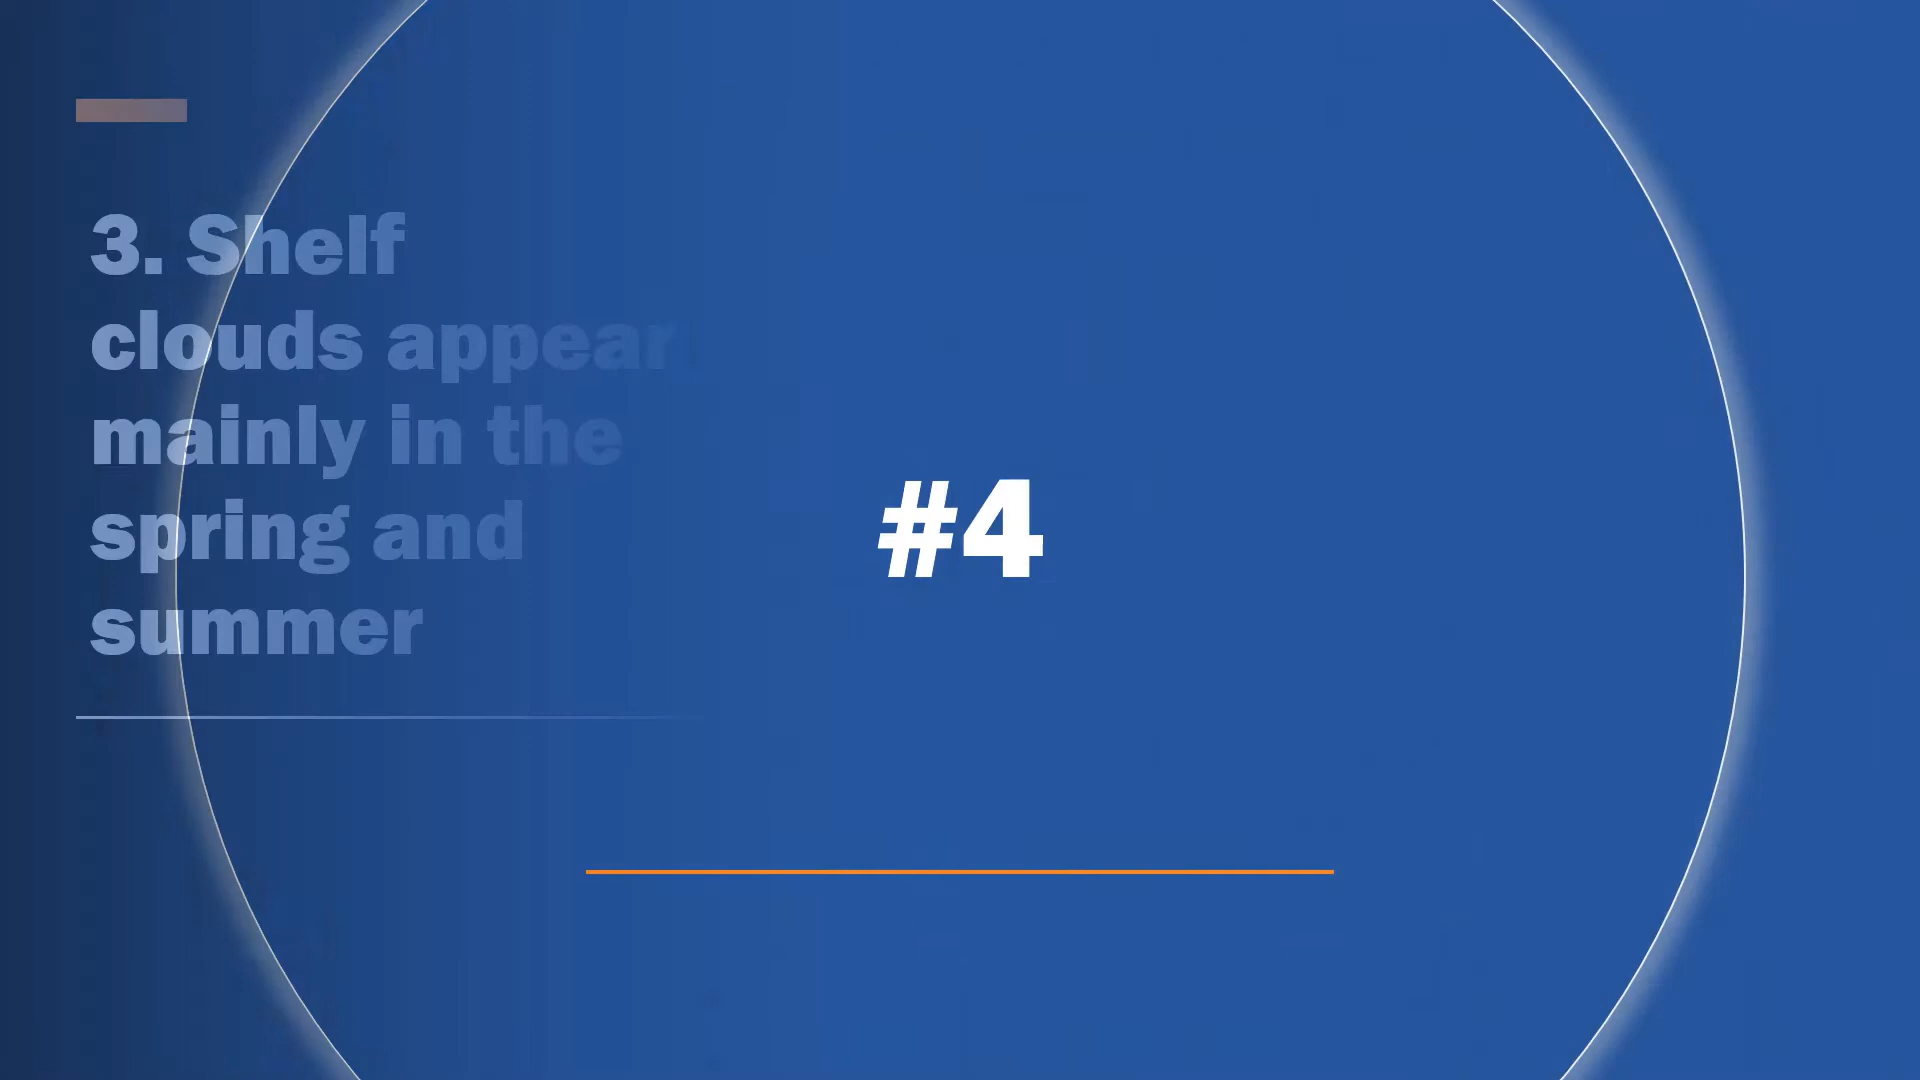 3. Shelf
clouds appear
mainly in the
spring and
summer
#4